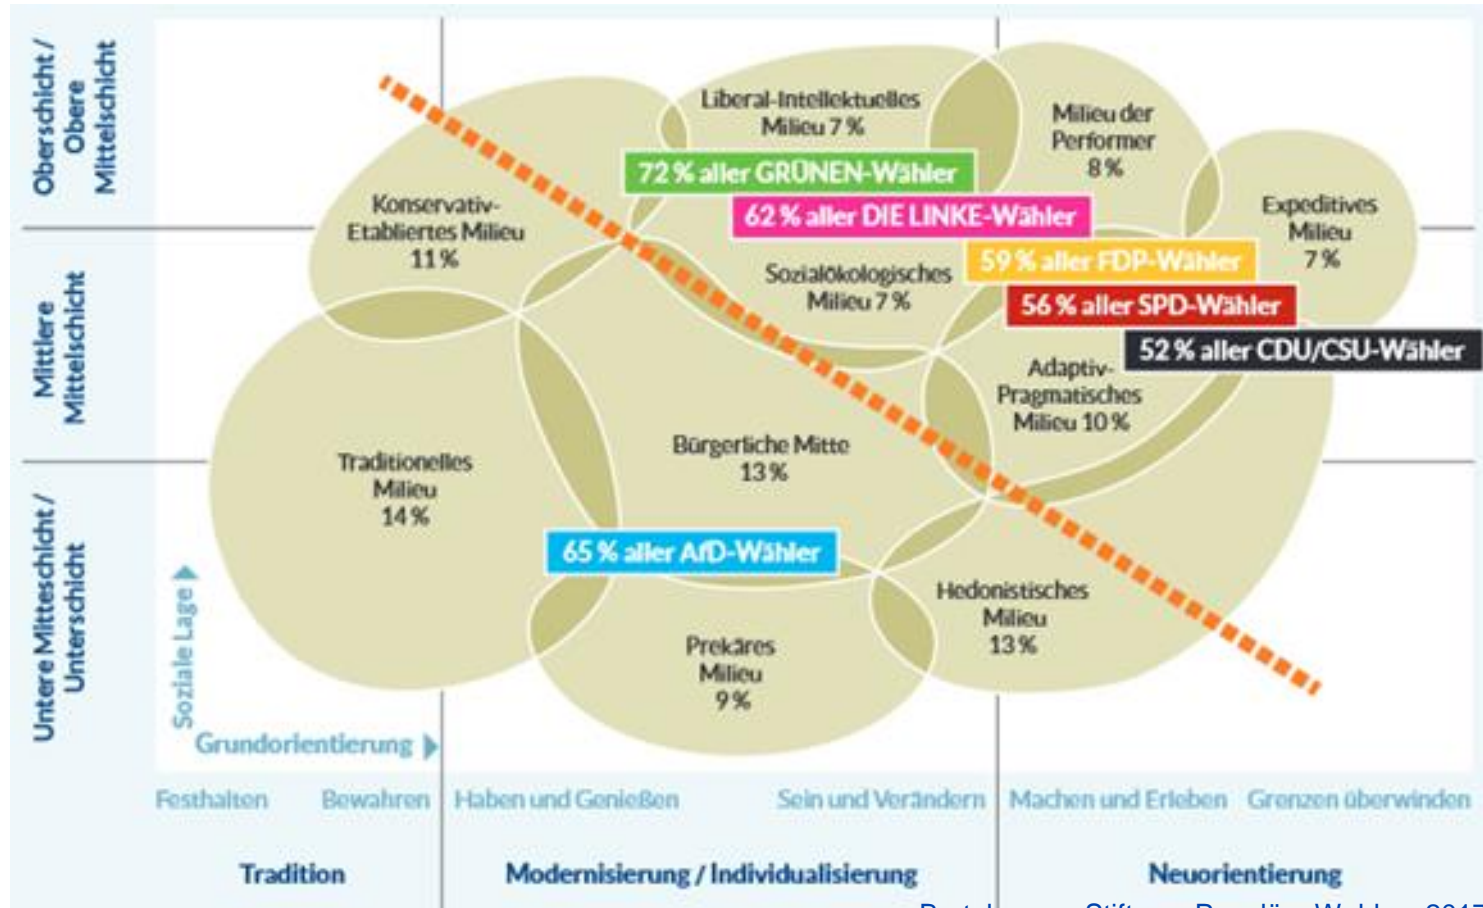 Oberschicht /
Obere
Mittelschicht
Mittlere
Mittelschicht
Untere Mitteschicht /
Unterschicht
Soziale Lage
Grundorientierung
Liberal-Intellektuelles
Milieu 7 %
Milieu der
Performer
8 %
72 % aller GRÜNEN-Wähler
62 % aller DIE LINKE-Wähler
Konservativ-
Etabliertes Milieu
11 %
Expeditives
Milieu
7 %
59 % aller FDP-Wähler
Sozialökologisches
Milieu 7 %
56 % aller SPD-Wähler
52 % aller CDU/CSU-Wähler
Adaptiv-
Pragmatisches
Milieu 10 %
Bürgerliche Mitte
13 %
Traditionelles
Milieu
14 %
65 % aller AfD-Wähler
Hedonistisches
Milieu
13 %
Prekäres
Milieu
9 %
Festhalten Bewahren Haben und Genießen Sein und Verändern Machen und Erleben Grenzen überwinden
Tradition Modernisierung / Individualisierung Neuorientierung